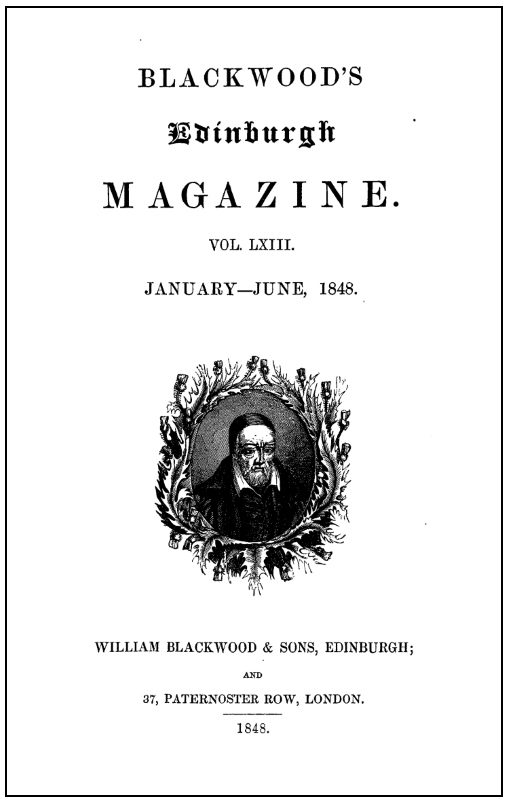 BLACKWOOD'S
Edinburgh
MAGAZINE.
VOL. LXIII.
JANUARY—JUNE, 1848.
WILLIAM BLACKWOOD & SONS, EDINBURGH;
AND
37, PATERNOSTER ROW, LONDON.
1848.